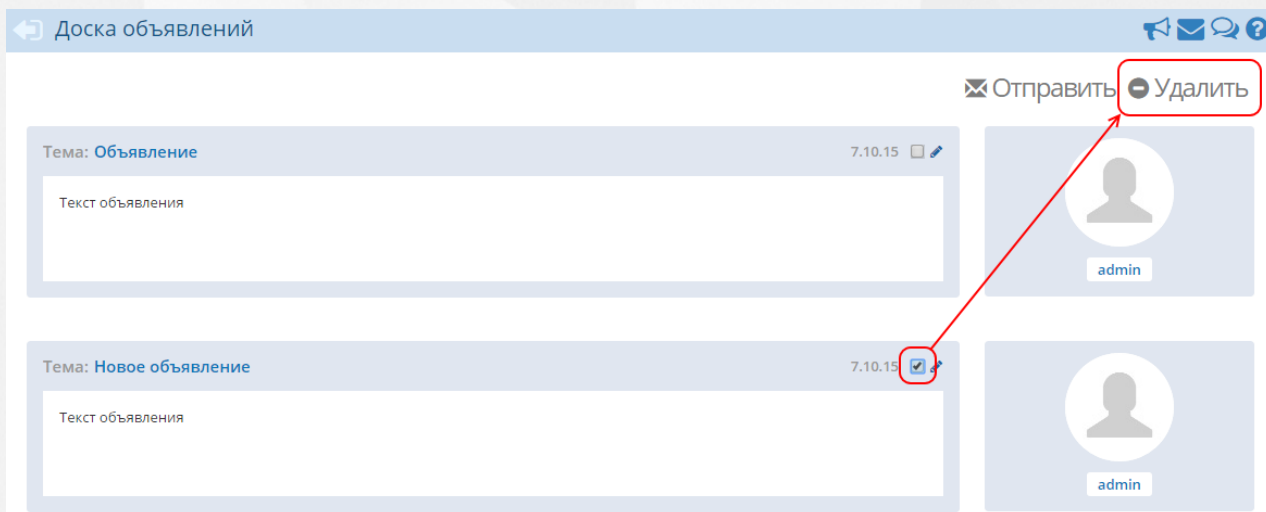 Доска объявлений
Отправить Удалить
Тема: Объявление 7.10.15
Текст объявления
admin
Тема: Новое объявление 7.10.15
Текст объявления
admin